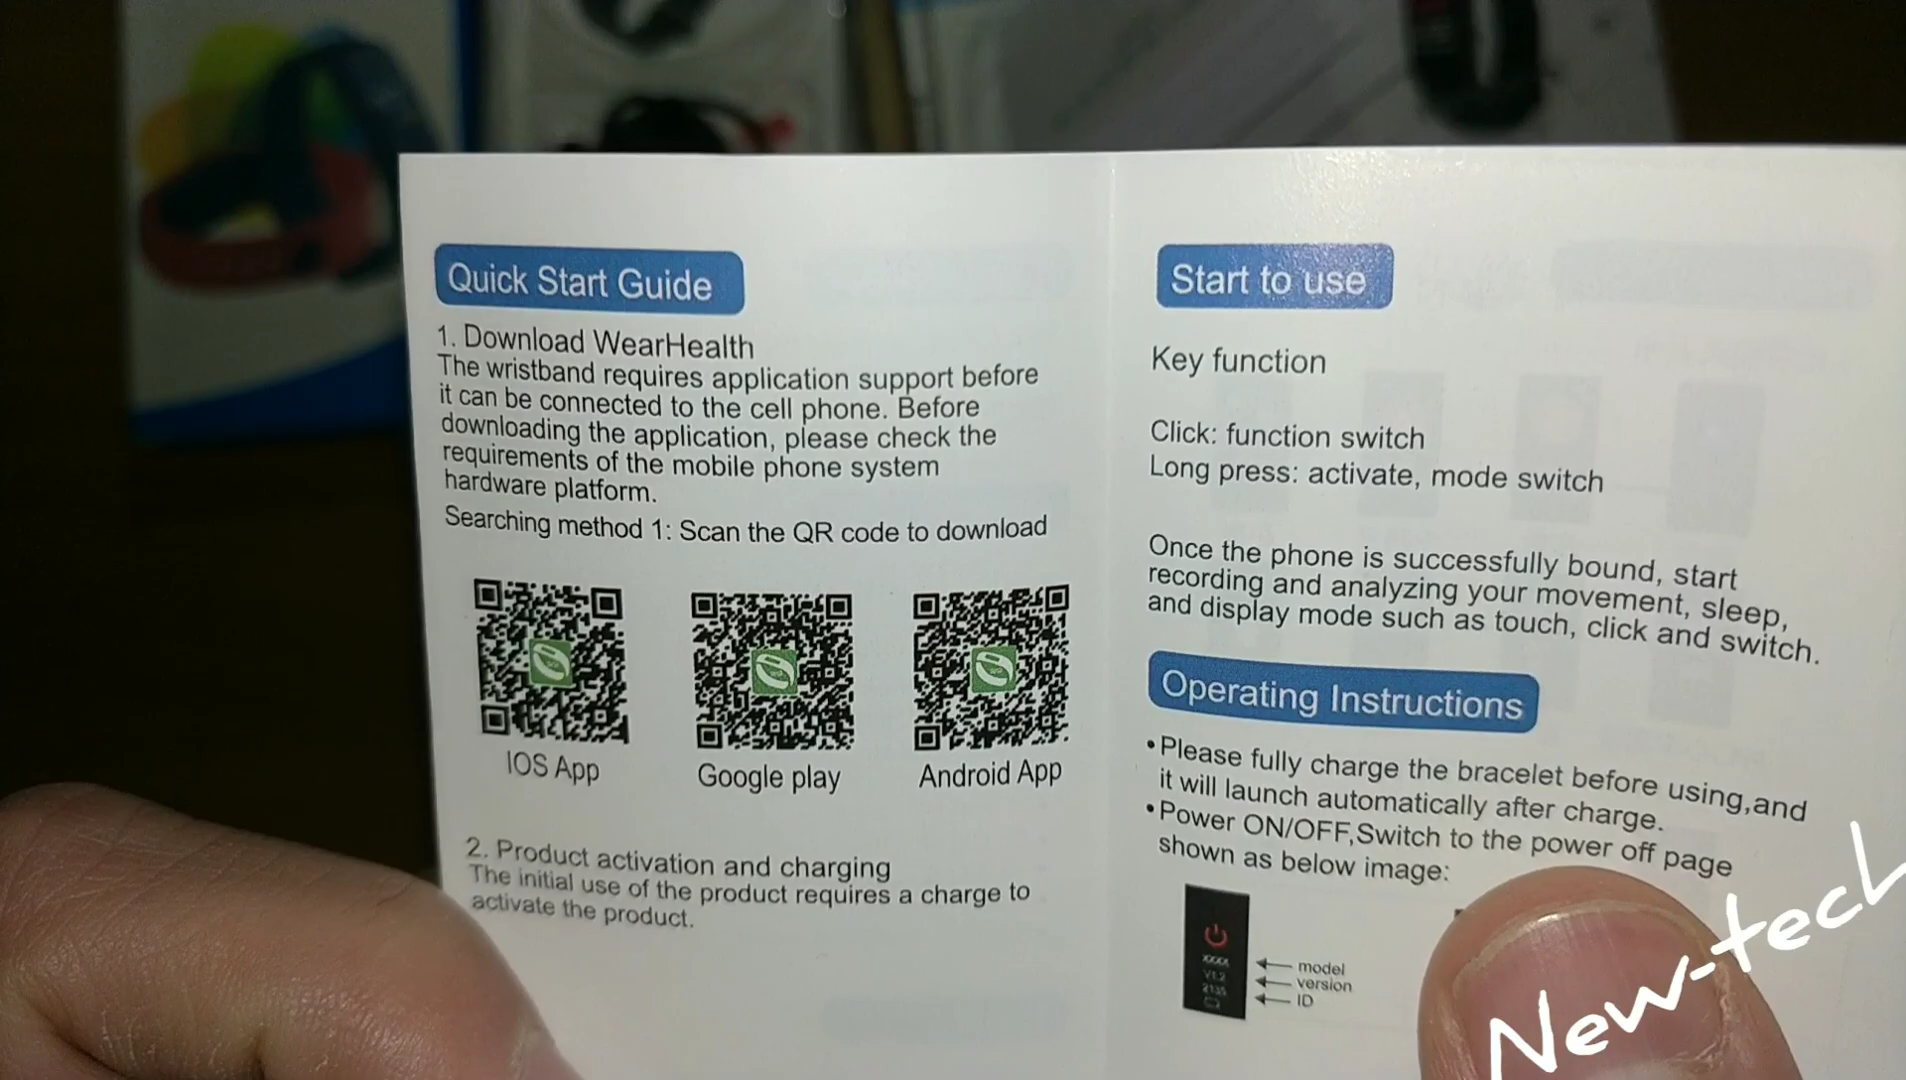 Quick Start Guide
1. Download WearHealth
The wristband requires application support before
it can be connected to the cell phone. Before
downloading the application, please check the
requirements of the mobile phone system
hardware platform.
Searching method 1: Scan the QR code to download
IOS App
Google play
Android App
2. Product activation and charging
The initial use of the product requires a charge to
activate the product.
Start to use
Key function
Click: function switch
Long press: activate, mode switch
Once the phone is successfully bound, start
recording and analyzing your movement, sleep,
and display mode such as touch, click and switch.
Operating Instructions
•Please fully charge the bracelet before using,and
it will launch automatically after charge.
•Power ON/OFF,Switch to the power off page
shown as below image:
xxxx
V1.2
2135
model
version
ID
New-tech